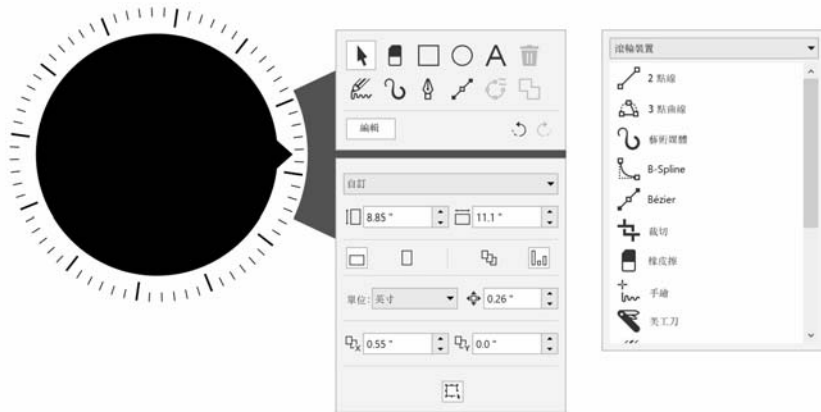 編輯
自訂
8.85 " 11.1 "
單位: 英寸 0.26 "
X 0.55 " Y 0.0 "
滾輪裝置
2 點線
3 點曲線
藝術媒體
B-Spline
Bézier
裁切
橡皮擦
手繪
美工刀